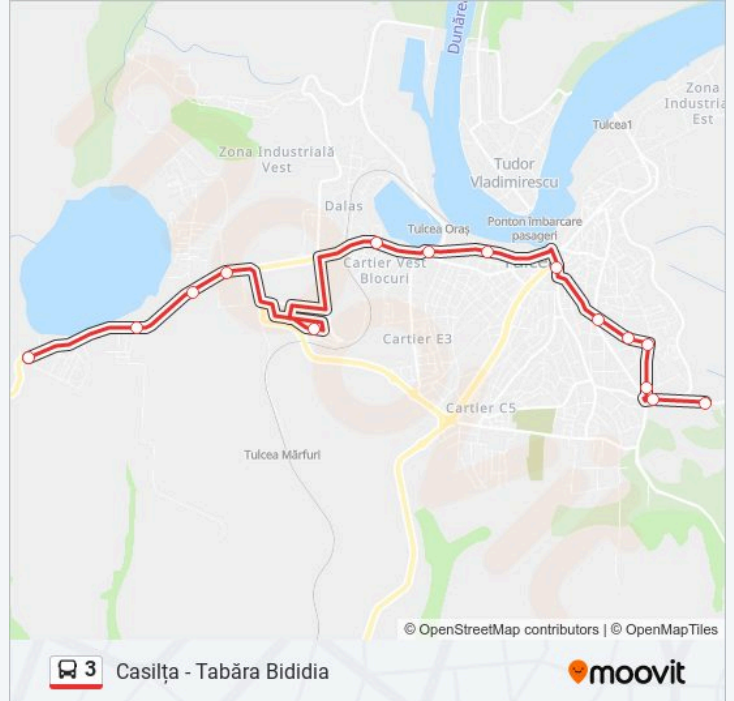 Dunărea
Zona
Industria
Est
Tulcea1
Zona Industrială
Vest
Tudor
Vladimirescu
Dalas
Tulcea Oraș
Ponton îmbarcare
pasageri
Cartier Vest
Blocuri
Cartier E3
Cartier C5
Tulcea Mărfuri
© OpenStreetMap contributors | © OpenMapTiles
3 Casilța - Tabăra Bididia
moovit